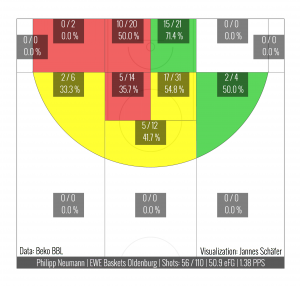 0 / 2 10 / 20 15 / 21 0 / 0
0.0 % 50.0 % 71.4 % 0.0 %
0 / 0 0 / 0
0.0 % 0.0 %
2 / 6 5 / 14 17 / 31 2 / 4
33.3 % 35.7 % 54.8 % 50.0 %
5 / 12
41.7 %
0 / 0 0 / 0 0 / 0
0.0 % 0.0 % 0.0 %
Data: Beko BBL Visualization: Jannes Schäfer
Philipp Neumann | EWE Baskets Oldenburg | Shots: 56 / 110 | 50.9 eFG | 1.38 PPS